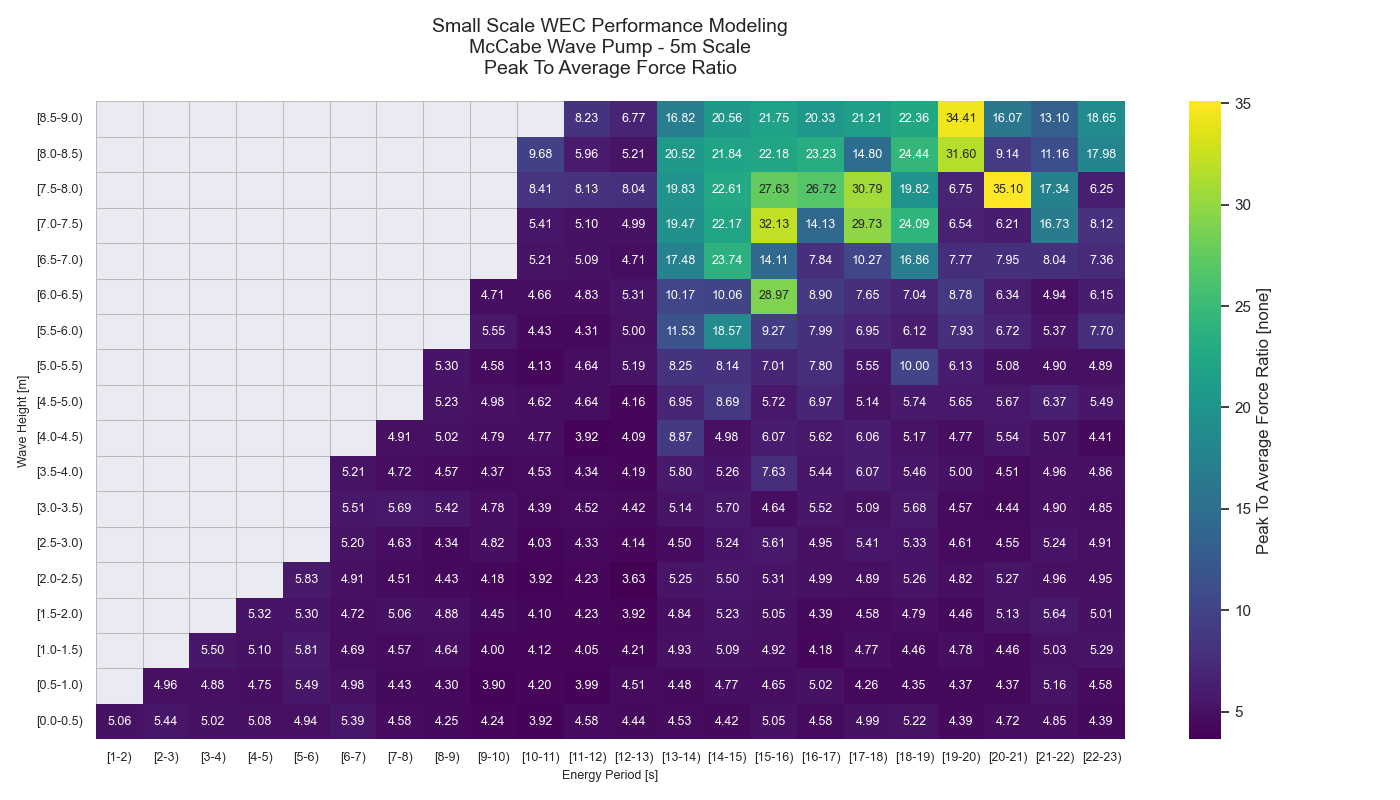 Small Scale WEC Performance Modeling
McCabe Wave Pump - 5m Scale
Peak To Average Force Ratio
[8.5-9.0) 8.23 6.77 16.82 20.56 21.75 20.33 21.21 22.36 34.41 16.07 13.10 18.65
[8.0-8.5) 9.68 5.96 5.21 20.52 21.84 22.18 23.23 14.80 24.44 31.60 9.14 11.16 17.98
[7.5-8.0) 8.41 8.13 8.04 19.83 22.61 27.63 26.72 30.79 19.82 6.75 35.10 17.34 6.25
[7.0-7.5) 5.41 5.10 4.99 19.47 22.17 32.13 14.13 29.73 24.09 6.54 6.21 16.73 8.12
[6.5-7.0) 5.21 5.09 4.71 17.48 23.74 14.11 7.84 10.27 16.86 7.77 7.95 8.04 7.36
[6.0-6.5) 4.71 4.66 4.83 5.31 10.17 10.06 28.97 8.90 7.65 7.04 8.78 6.34 4.94 6.15
[5.5-6.0) 5.55 4.43 4.31 5.00 11.53 18.57 9.27 7.99 6.95 6.12 7.93 6.72 5.37 7.70
[5.0-5.5) 5.30 4.58 4.13 4.64 5.19 8.25 8.14 7.01 7.80 5.55 10.00 6.13 5.08 4.90 4.89
[4.5-5.0) 5.23 4.98 4.62 4.64 4.16 6.95 8.69 5.72 6.97 5.14 5.74 5.65 5.67 6.37 5.49
[4.0-4.5) 4.91 5.02 4.79 4.77 3.92 4.09 8.87 4.98 6.07 5.62 6.06 5.17 4.77 5.54 5.07 4.41
[3.5-4.0) 5.21 4.72 4.57 4.37 4.53 4.34 4.19 5.80 5.26 7.63 5.44 6.07 5.46 5.00 4.51 4.96 4.86
[3.0-3.5) 5.51 5.69 5.42 4.78 4.39 4.52 4.42 5.14 5.70 4.64 5.52 5.09 5.68 4.57 4.44 4.90 4.85
[2.5-3.0) 5.20 4.63 4.34 4.82 4.03 4.33 4.14 4.50 5.24 5.61 4.95 5.41 5.33 4.61 4.55 5.24 4.91
[2.0-2.5) 5.83 4.91 4.51 4.43 4.18 3.92 4.23 3.63 5.25 5.50 5.31 4.99 4.89 5.26 4.82 5.27 4.96 4.95
[1.5-2.0) 5.32 5.30 4.72 5.06 4.88 4.45 4.10 4.23 3.92 4.84 5.23 5.05 4.39 4.58 4.79 4.46 5.13 5.64 5.01
[1.0-1.5) 5.50 5.10 5.81 4.69 4.57 4.64 4.00 4.12 4.05 4.21 4.93 5.09 4.92 4.18 4.77 4.46 4.78 4.46 5.03 5.29
[0.5-1.0) 4.96 4.88 4.75 5.49 4.98 4.43 4.30 3.90 4.20 3.99 4.51 4.48 4.77 4.65 5.02 4.26 4.35 4.37 4.37 5.16 4.58
[0.0-0.5) 5.06 5.44 5.02 5.08 4.94 5.39 4.58 4.25 4.24 3.92 4.58 4.44 4.53 4.42 5.05 4.58 4.99 5.22 4.39 4.72 4.85 4.39
[1-2) [2-3) [3-4) [4-5) [5-6) [6-7) [7-8) [8-9) [9-10) [10-11) [11-12) [12-13) [13-14) [14-15) [15-16) [16-17) [17-18) [18-19) [19-20) [20-21) [21-22) [22-23)
Energy Period [s]
Wave Height [m]
35
30
25
20
15
10
5
Peak To Average Force Ratio [none]